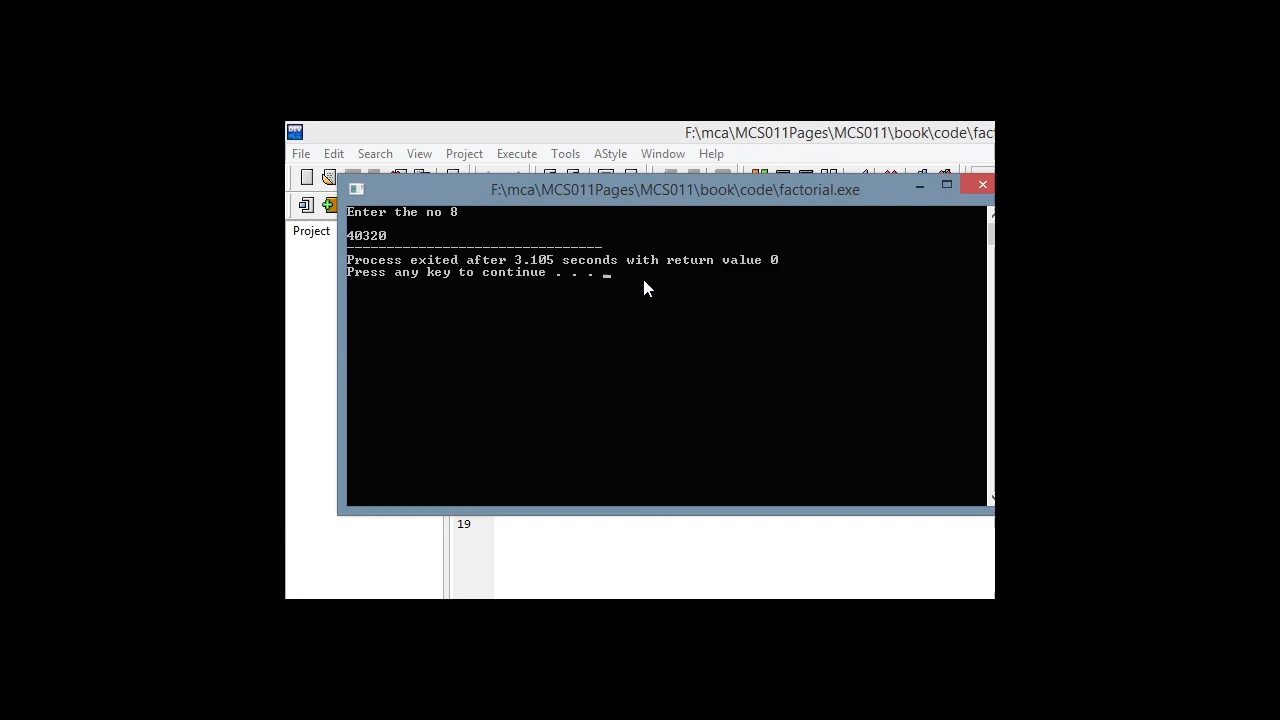 DEV
F:\mca\MCS011Pages\MCS011\book\code\fact
File Edit Search View Project Execute Tools AStyle Window Help
F:\mca\MCS011Pages\MCS011\book\code\factorial.exe
Project
Enter the no 8
40320
--------------------------------
Process exited after 3.105 seconds with return value 0
Press any key to continue . . . _
19